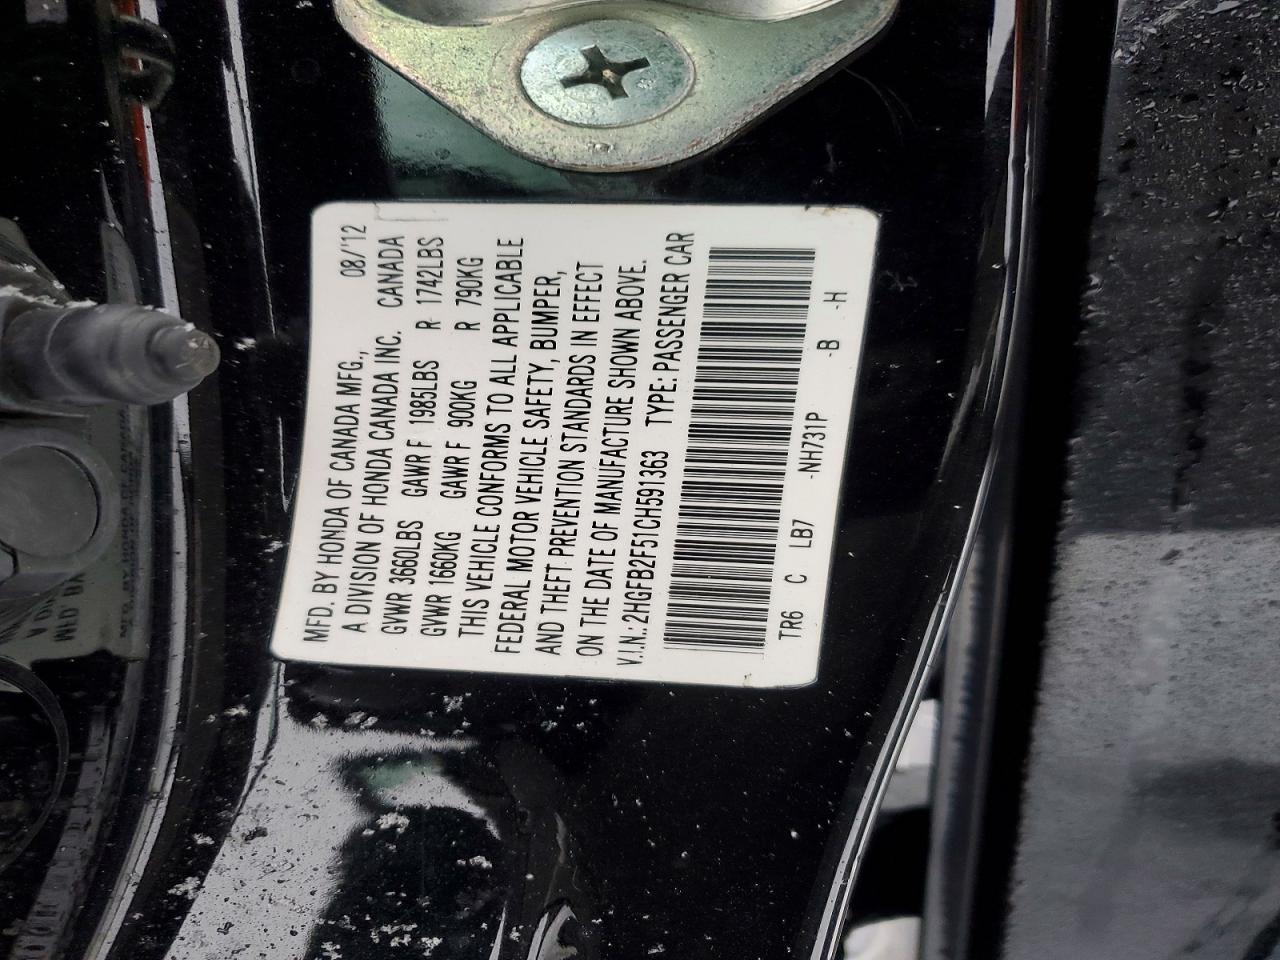 MFD. BY HONDA OF CANADA MFG., 08/'12
A DIVISION OF HONDA CANADA INC. CANADA
GVWR 3660LBS GAWR F 1985LBS R 1742LBS
GVWR 1660KG GAWR F 900KG R 790KG
THIS VEHICLE CONFORMS TO ALL APPLICABLE
FEDERAL MOTOR VEHICLE SAFETY, BUMPER,
AND THEFT PREVENTION STANDARDS IN EFFECT
ON THE DATE OF MANUFACTURE SHOWN ABOVE.
V.I.N.: 2HGFB2F51CH591363 TYPE: PASSENGER CAR
TR6 C LB7 -NH731P -B -H